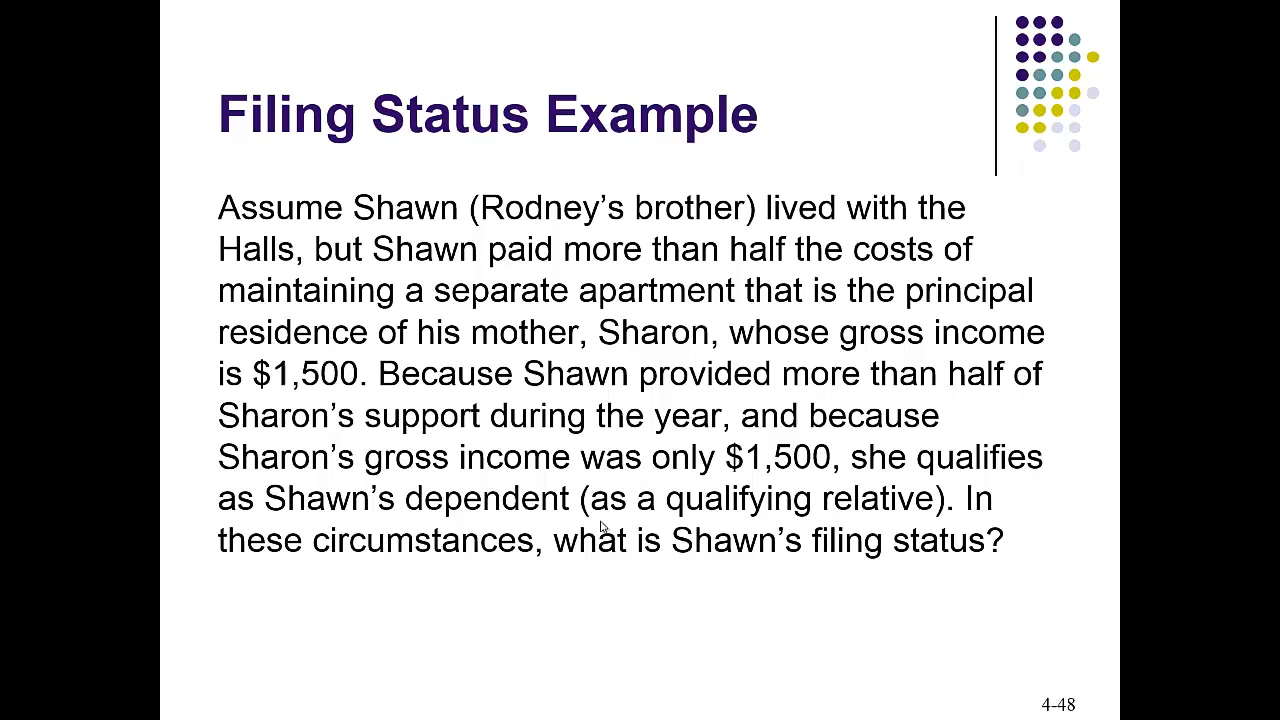 Filing Status Example
Assume Shawn (Rodney’s brother) lived with the
Halls, but Shawn paid more than half the costs of
maintaining a separate apartment that is the principal
residence of his mother, Sharon, whose gross income
is $1,500. Because Shawn provided more than half of
Sharon’s support during the year, and because
Sharon’s gross income was only $1,500, she qualifies
as Shawn’s dependent (as a qualifying relative). In
these circumstances, what is Shawn’s filing status?
4-48